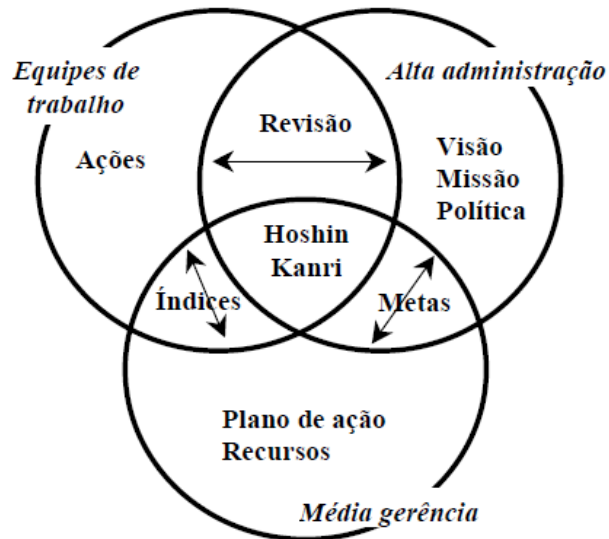 Equipes de
trabalho
Alta administração
Revisão
Ações
Visão
Missão
Política
Hoshin
Kanri
Índices
Metas
Plano de ação
Recursos
Média gerência